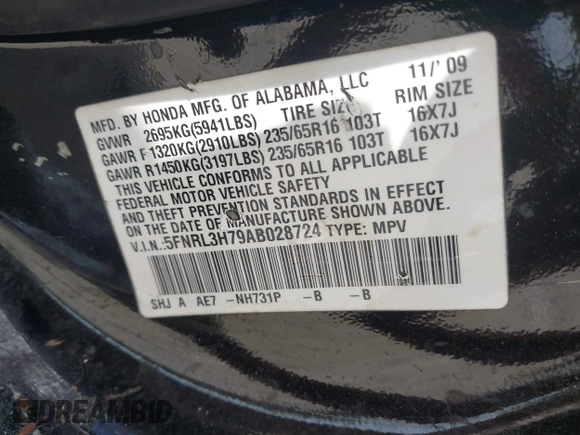 MFD. BY HONDA MFG. OF ALABAMA, LLC 11/'09
GVWR 2695KG(5941LBS) TIRE SIZE RIM SIZE
GAWR F1320KG(2910LBS) 235/65R16 103T 16X7J
GAWR R1450KG(3197LBS) 235/65R16 103T 16X7J
THIS VEHICLE CONFORMS TO ALL APPLICABLE
FEDERAL MOTOR VEHICLE SAFETY
AND THEFT PREVENTION STANDARDS IN EFFECT
ON THE DATE OF MANUFACTURE SHOWN ABOVE.
V.I.N.:5FNRL3H79AB028724 TYPE: MPV
SHJ A AE7 -NH731P -B -B
DREAMBID